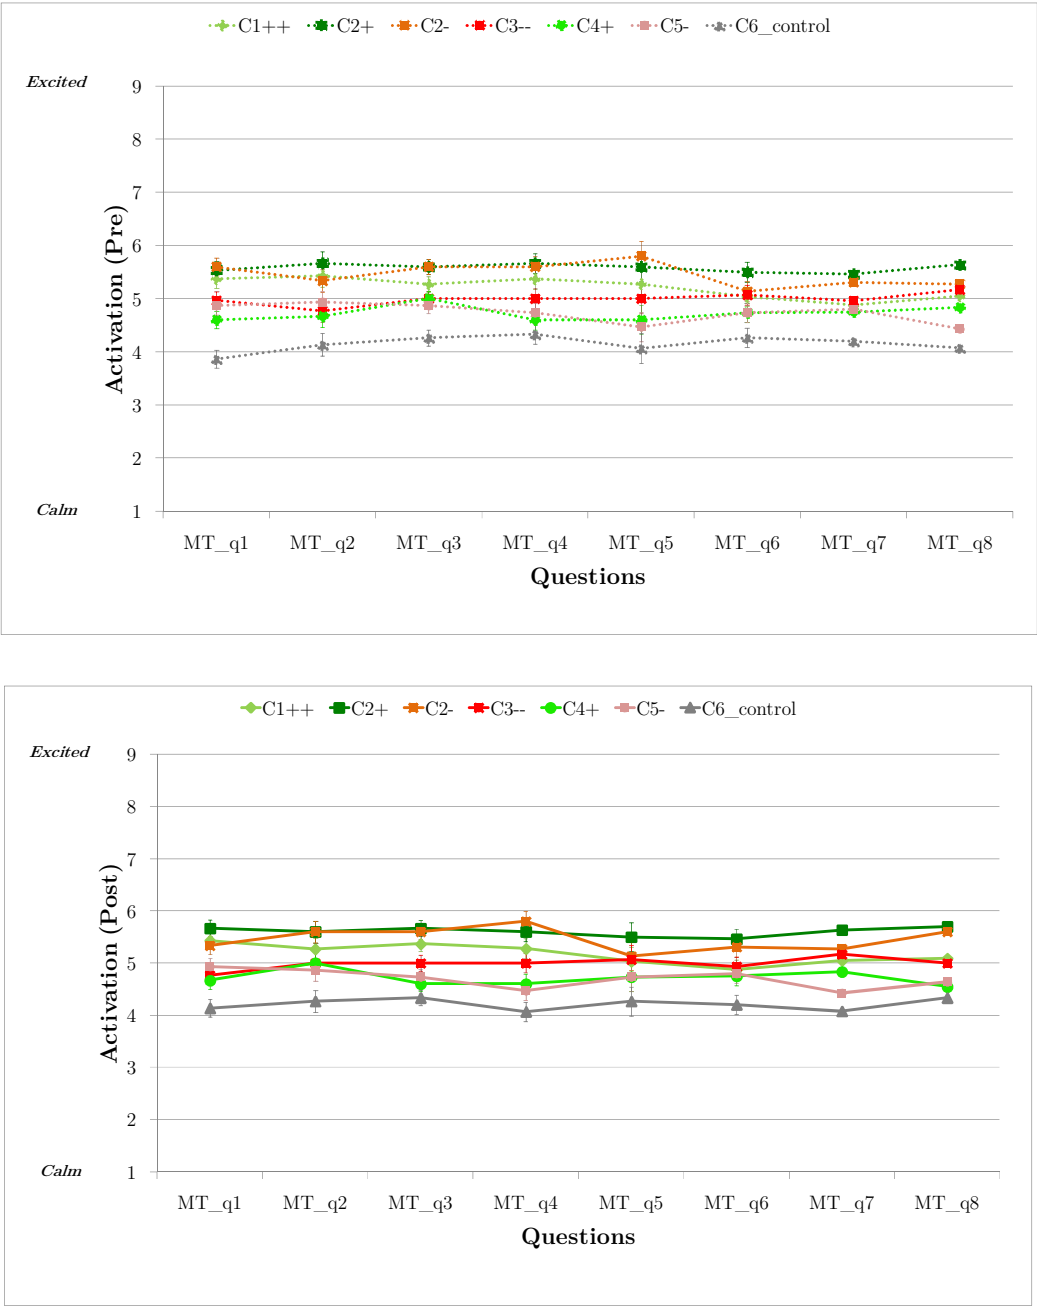 C1++ C2+ C2- C3-- C4+ C5- C6_control
Excited
9
8
7
6
5
4
3
2
1
Activation (Pre)
Calm
MT_q1 MT_q2 MT_q3 MT_q4 MT_q5 MT_q6 MT_q7 MT_q8
Questions
C1++ C2+ C2- C3-- C4+ C5- C6_control
Excited
9
8
7
6
5
4
3
2
1
Activation (Post)
Calm
MT_q1 MT_q2 MT_q3 MT_q4 MT_q5 MT_q6 MT_q7 MT_q8
Questions